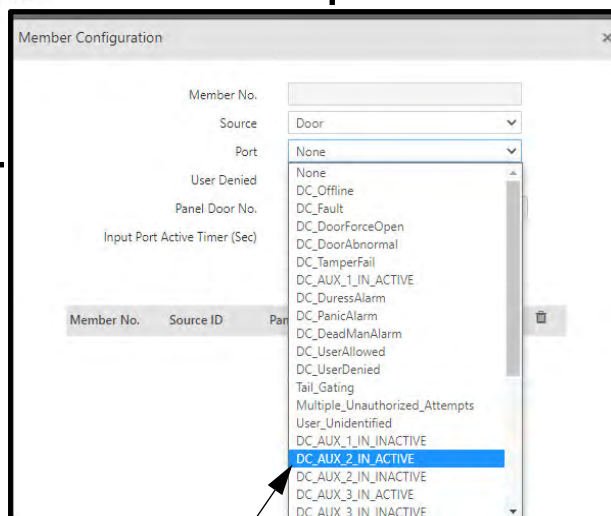 Member Configuration ×
Member No.
Source Door
Port None
User Denied
Panel Door No.
Input Port Active Timer (Sec)
None
DC_Offline
DC_Fault
DC_DoorForceOpen
DC_DoorAbnormal
DC_TamperFail
DC_AUX_1_IN_ACTIVE
DC_DuressAlarm
DC_PanicAlarm
DC_DeadManAlarm
DC_UserAllowed
DC_UserDenied
Tail_Gating
Multiple_Unauthorized_Attempts
User_Unidentified
DC_AUX_1_IN_INACTIVE
DC_AUX_2_IN_ACTIVE
DC_AUX_2_IN_INACTIVE
DC_AUX_3_IN_ACTIVE
DC_AUX_3_IN_INACTIVE
Member No. Source ID Pan